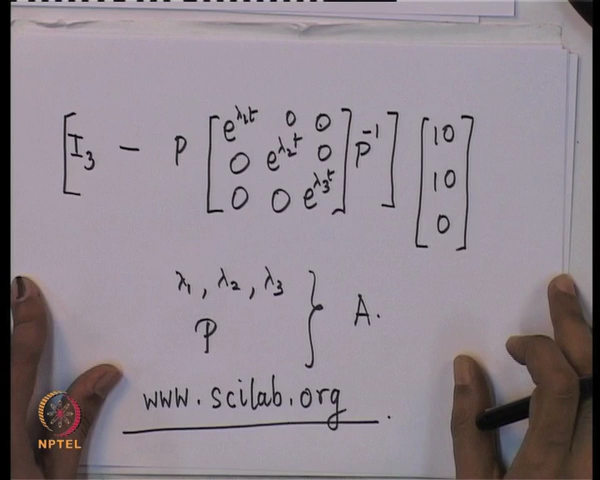 [I₃ − P [e^λ₁t 0 0; 0 e^λ₂t 0; 0 0 e^λ₃t] P⁻¹] [10; 10; 0]
λ₁, λ₂, λ₃
P } A.
www.scilab.org.
NPTEL